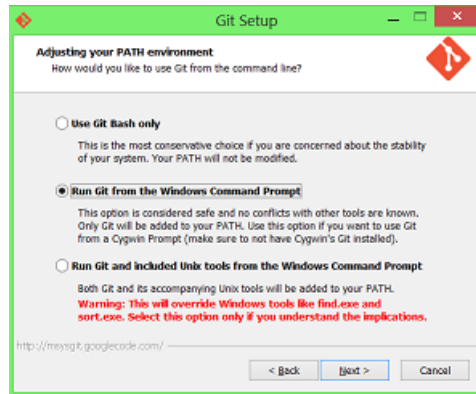 Git Setup
Adjusting your PATH environment
How would you like to use Git from the command line?
Use Git Bash only
This is the most conservative choice if you are concerned about the stability
of your system. Your PATH will not be modified.
Run Git from the Windows Command Prompt
This option is considered safe and no conflicts with other tools are known.
Only Git will be added to your PATH. Use this option if you want to use Git
from a Cygwin Prompt (make sure to not have Cygwin's Git installed).
Run Git and included Unix tools from the Windows Command Prompt
Both Git and its accompanying Unix tools will be added to your PATH.
Warning: This will override Windows tools like find.exe and
sort.exe. Select this option only if you understand the implications.
http://msysgit.googlecode.com/
< Back Next > Cancel